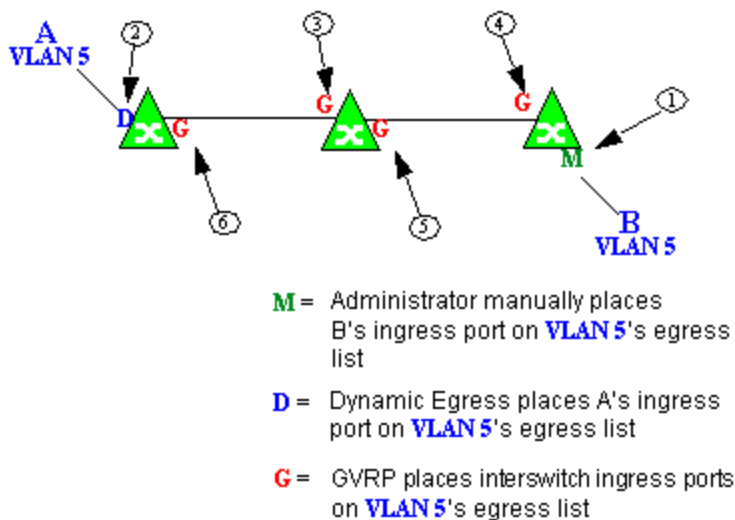 A
VLAN 5
2
3
4
1
D
G
G
G
G
M
6
5
B
VLAN 5
M = Administrator manually places
B's ingress port on VLAN 5's egress
list
D = Dynamic Egress places A's ingress
port on VLAN 5's egress list
G = GVRP places interswitch ingress ports
on VLAN 5's egress list